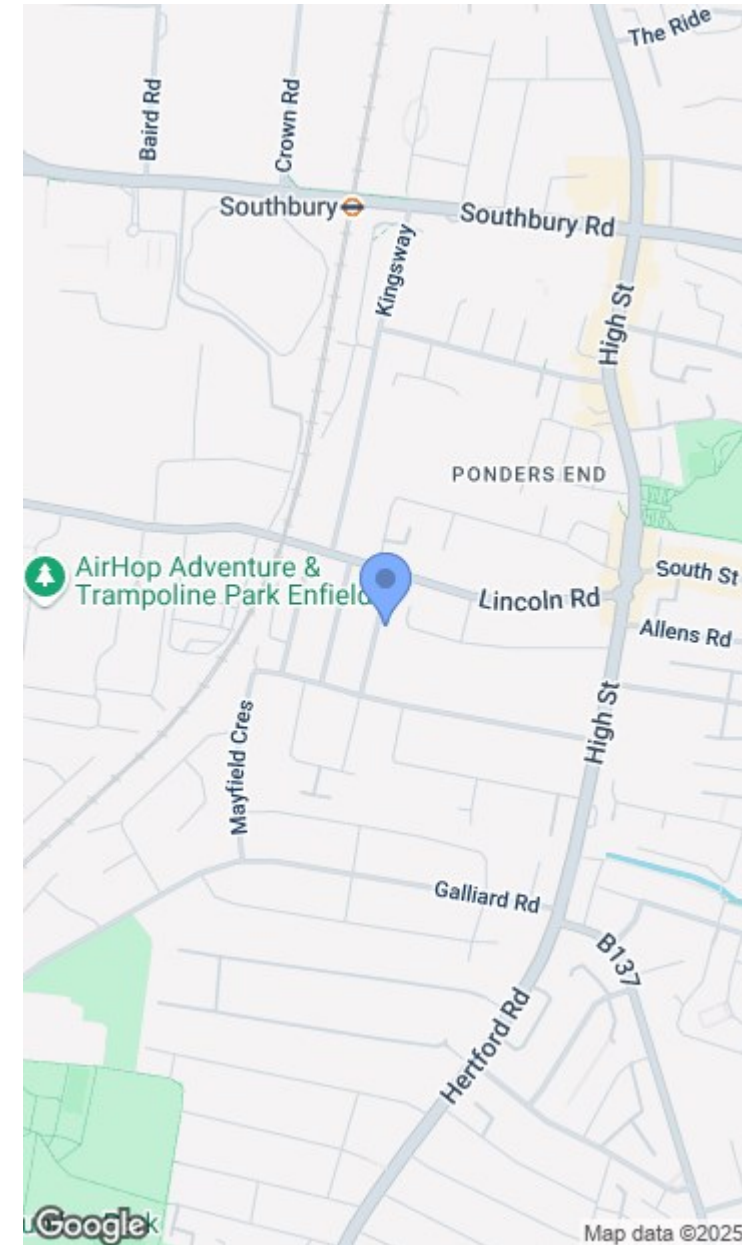 The Ride
Baird Rd
Crown Rd
Southbury
Southbury Rd
Kingsway
High St
PONDERS END
AirHop Adventure &
Trampoline Park Enfield
Lincoln Rd
South St
Allens Rd
High St
Mayfield Cres
Galliard Rd
B137
Hertford Rd
Google
Map data ©2025